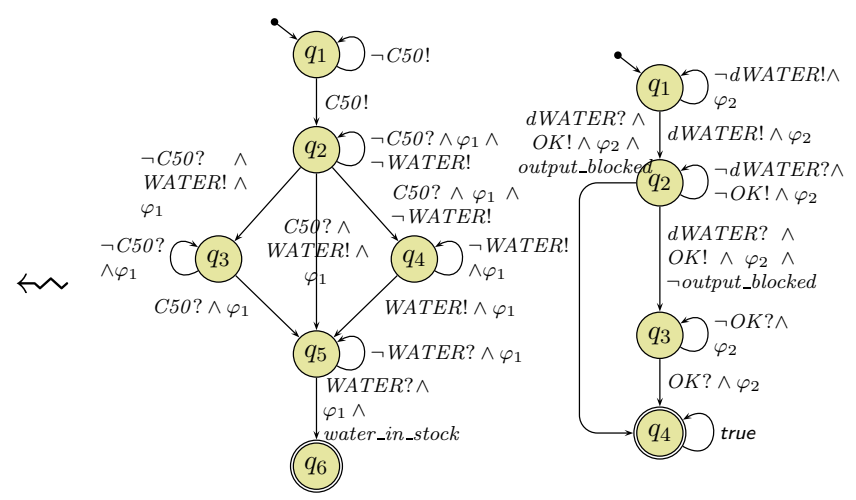 q1
¬C50!
C50!
q2
¬C50? ∧ φ1 ∧
¬WATER!
¬C50? ∧
WATER! ∧
φ1
C50? ∧
WATER! ∧
φ1
C50? ∧ φ1 ∧
¬WATER!
¬C50?
∧φ1
q3
q4
¬WATER!
∧φ1
C50? ∧ φ1
WATER! ∧ φ1
q5
¬WATER? ∧ φ1
WATER? ∧
φ1 ∧
water_in_stock
q6
q1
¬dWATER!∧
φ2
dWATER? ∧
OK! ∧ φ2 ∧
output_blocked
dWATER! ∧ φ2
q2
¬dWATER?∧
¬OK! ∧ φ2
dWATER? ∧
OK! ∧ φ2 ∧
¬output_blocked
q3
¬OK?∧
φ2
OK? ∧ φ2
q4
true